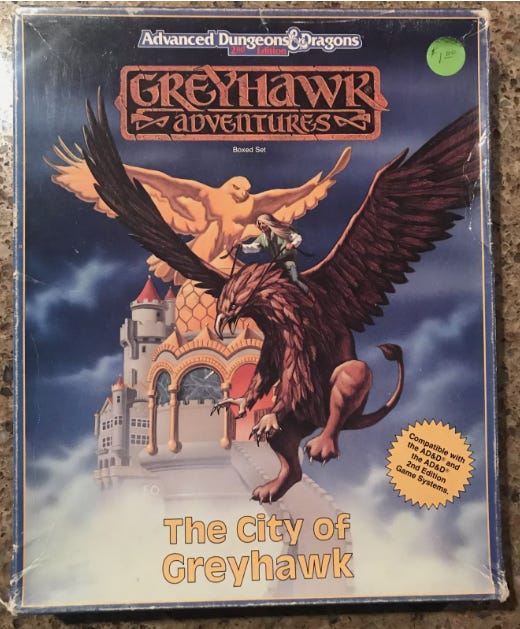 Advanced Dungeons & Dragons®
2nd Edition
$1.00
GREYHAWK®
ADVENTURES
Boxed Set
Compatible with
the AD&D® and
the AD&D®
2nd Edition
Game Systems.
The City of
Greyhawk